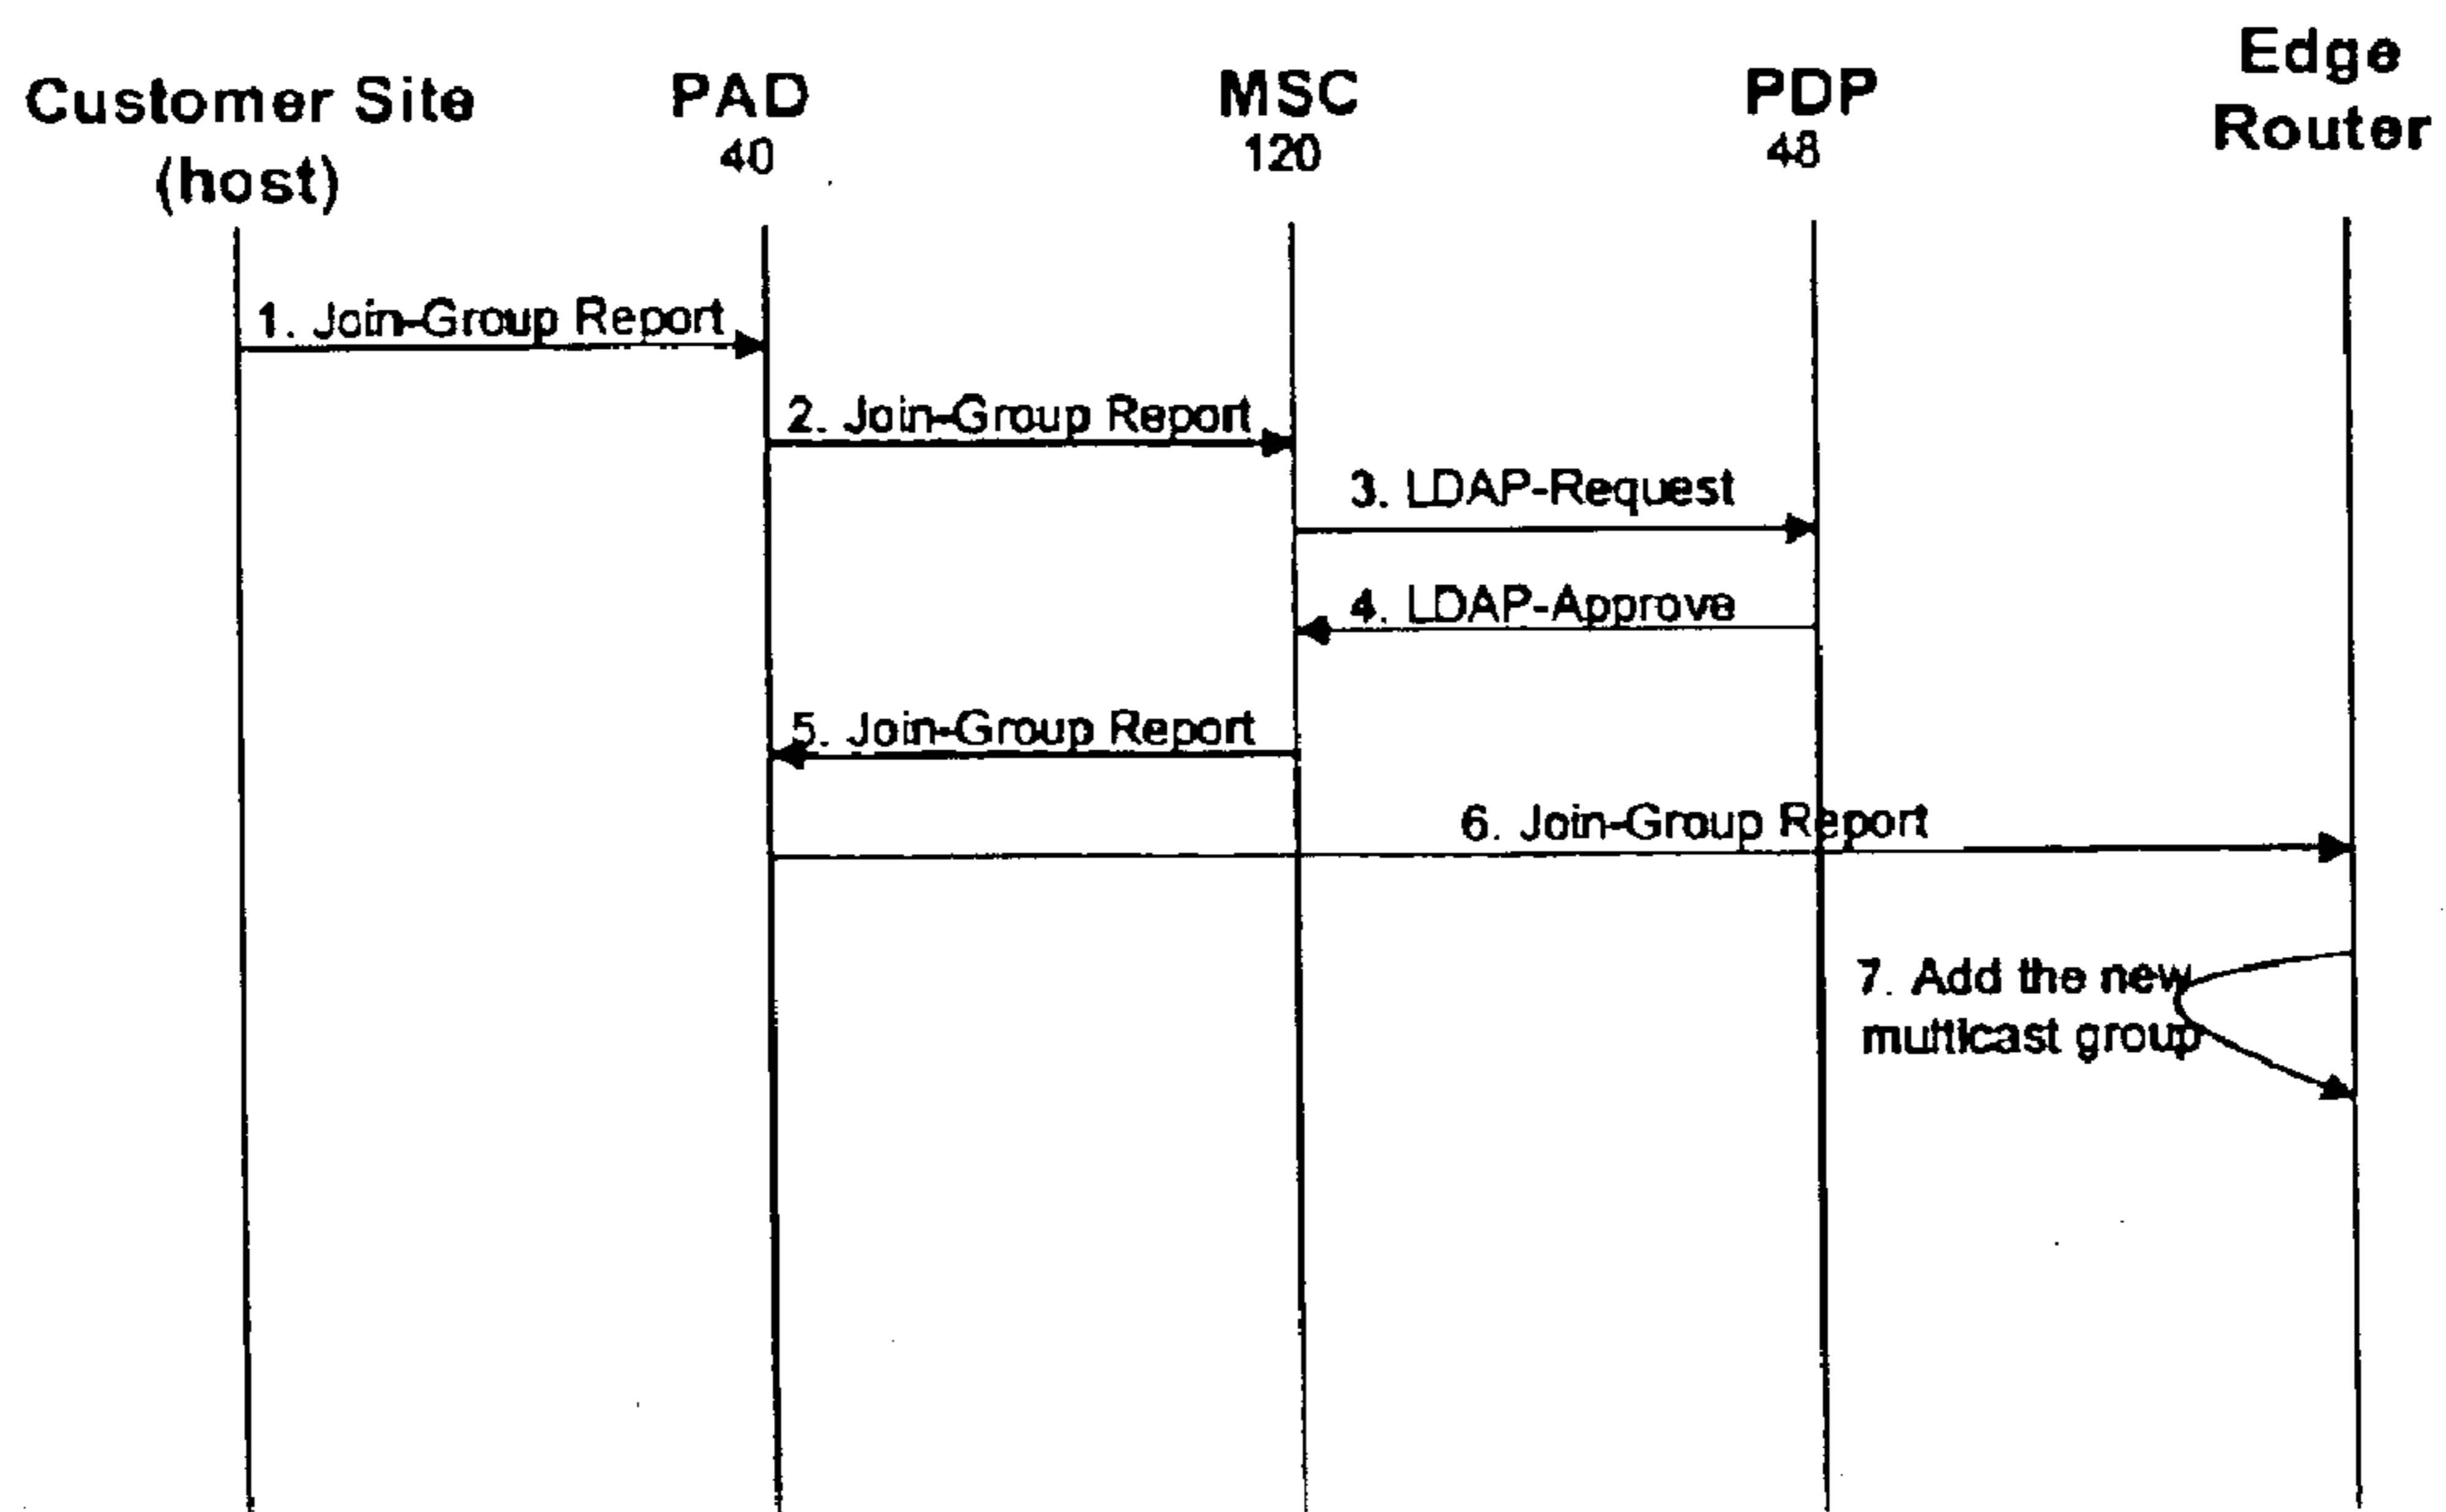 Customer Site
(host)
PAD
40
MSC
120
PDP
48
Edge
Router
1. Join-Group Report
2. Join-Group Report
3. LDAP-Request
4. LDAP-Approve
5. Join-Group Report
6. Join-Group Report
7. Add the new
multicast group